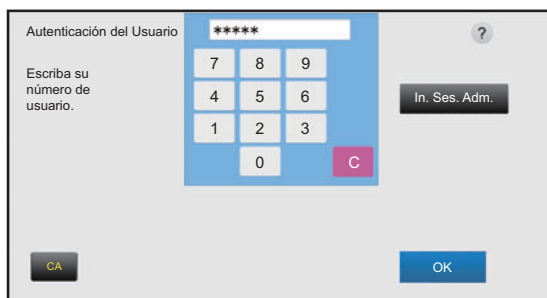 Autenticación del Usuario
*****
?
Escriba su
número de
usuario.
7 8 9
4 5 6
1 2 3
0 C
In. Ses. Adm.
CA
OK